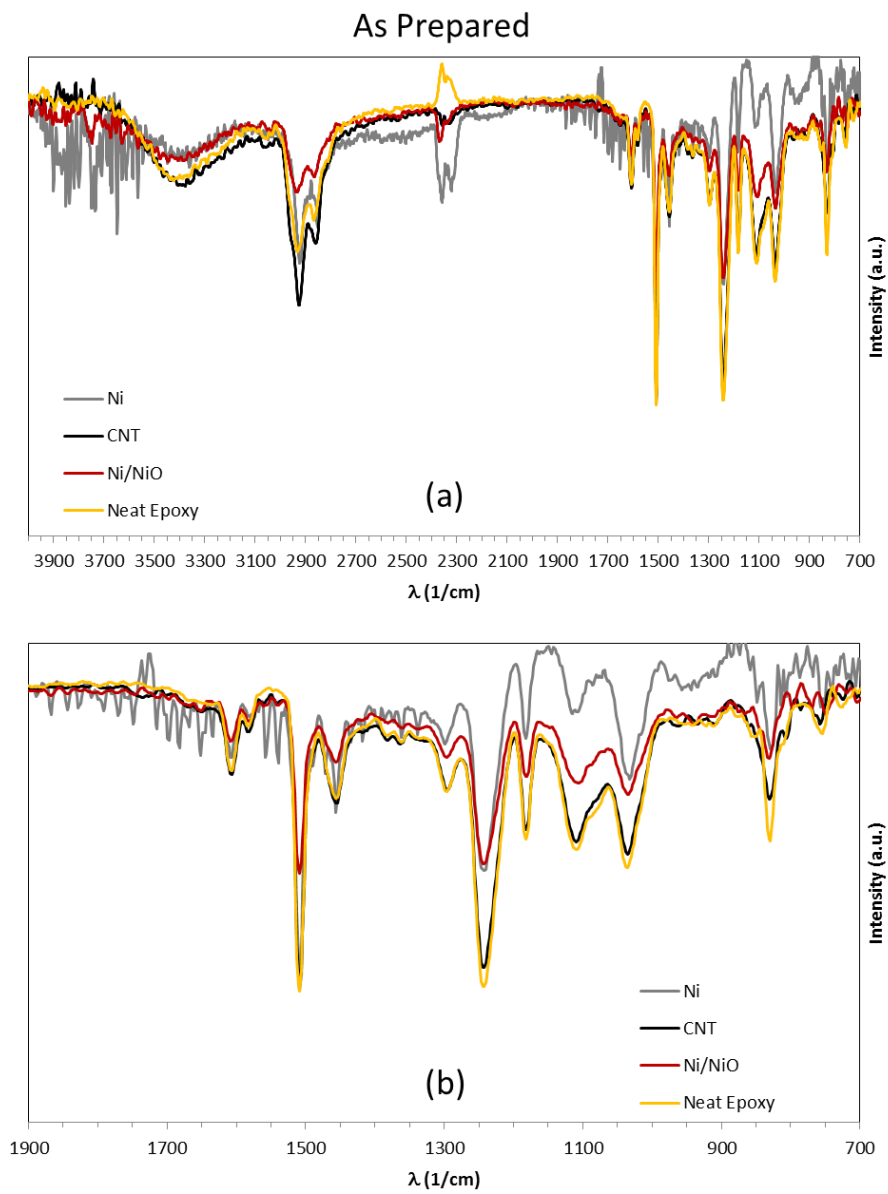 As Prepared
Intensity (a.u.)
Ni
CNT
Ni/NiO
Neat Epoxy
(a)
3900 3700 3500 3300 3100 2900 2700 2500 2300 2100 1900 1700 1500 1300 1100 900 700
λ (1/cm)
Intensity (a.u.)
Ni
CNT
Ni/NiO
Neat Epoxy
(b)
1900 1700 1500 1300 1100 900 700
λ (1/cm)